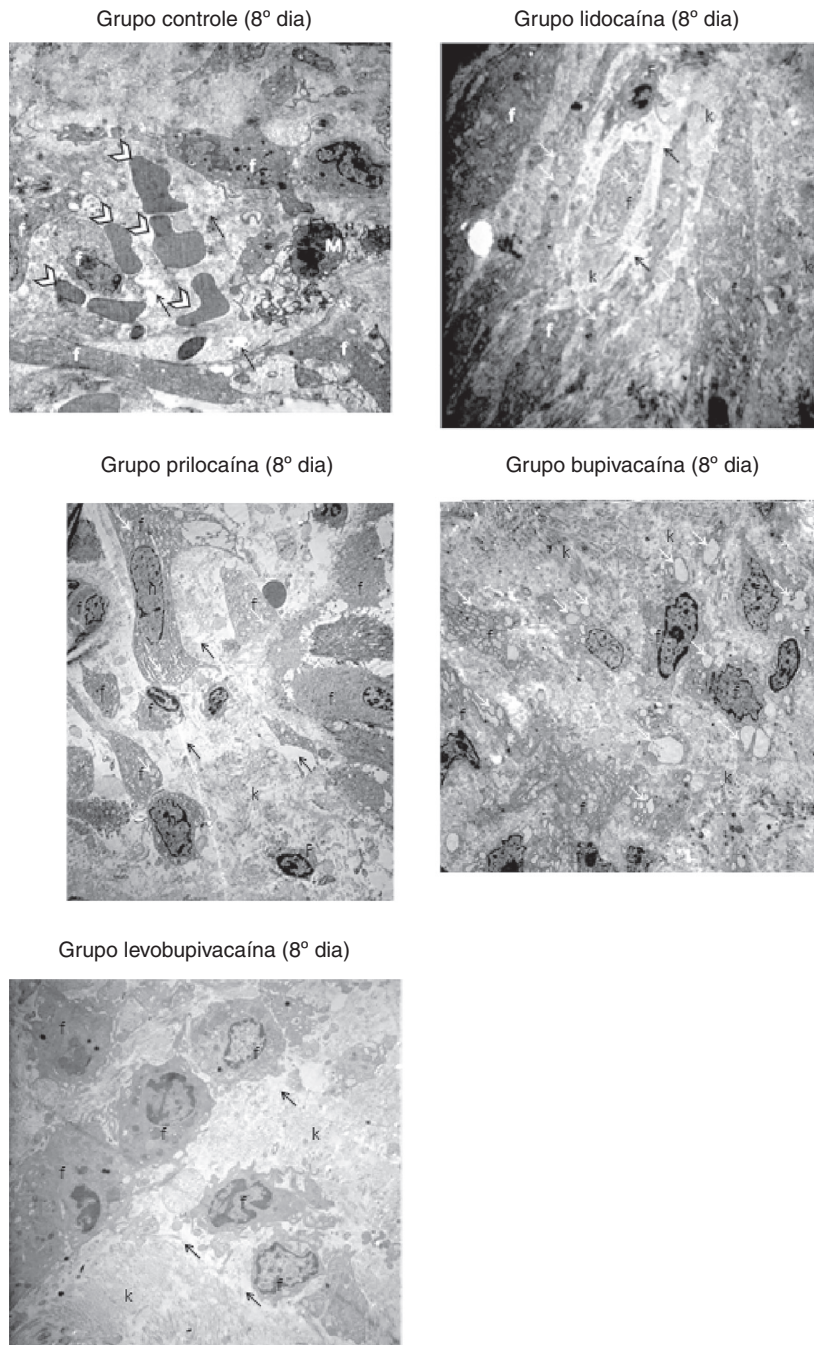 Grupo controle (8º dia)
Grupo lidocaína (8º dia)
f
M
f
f
f
f
k
f
k
f
k
Grupo prilocaína (8º dia)
Grupo bupivacaína (8º dia)
f
n
f
f
f
f
f
f
f
k
n
F
k
k
f
f
f
f
f
k
f
Grupo levobupivacaína (8º dia)
f
f
f
k
f
f
f
k